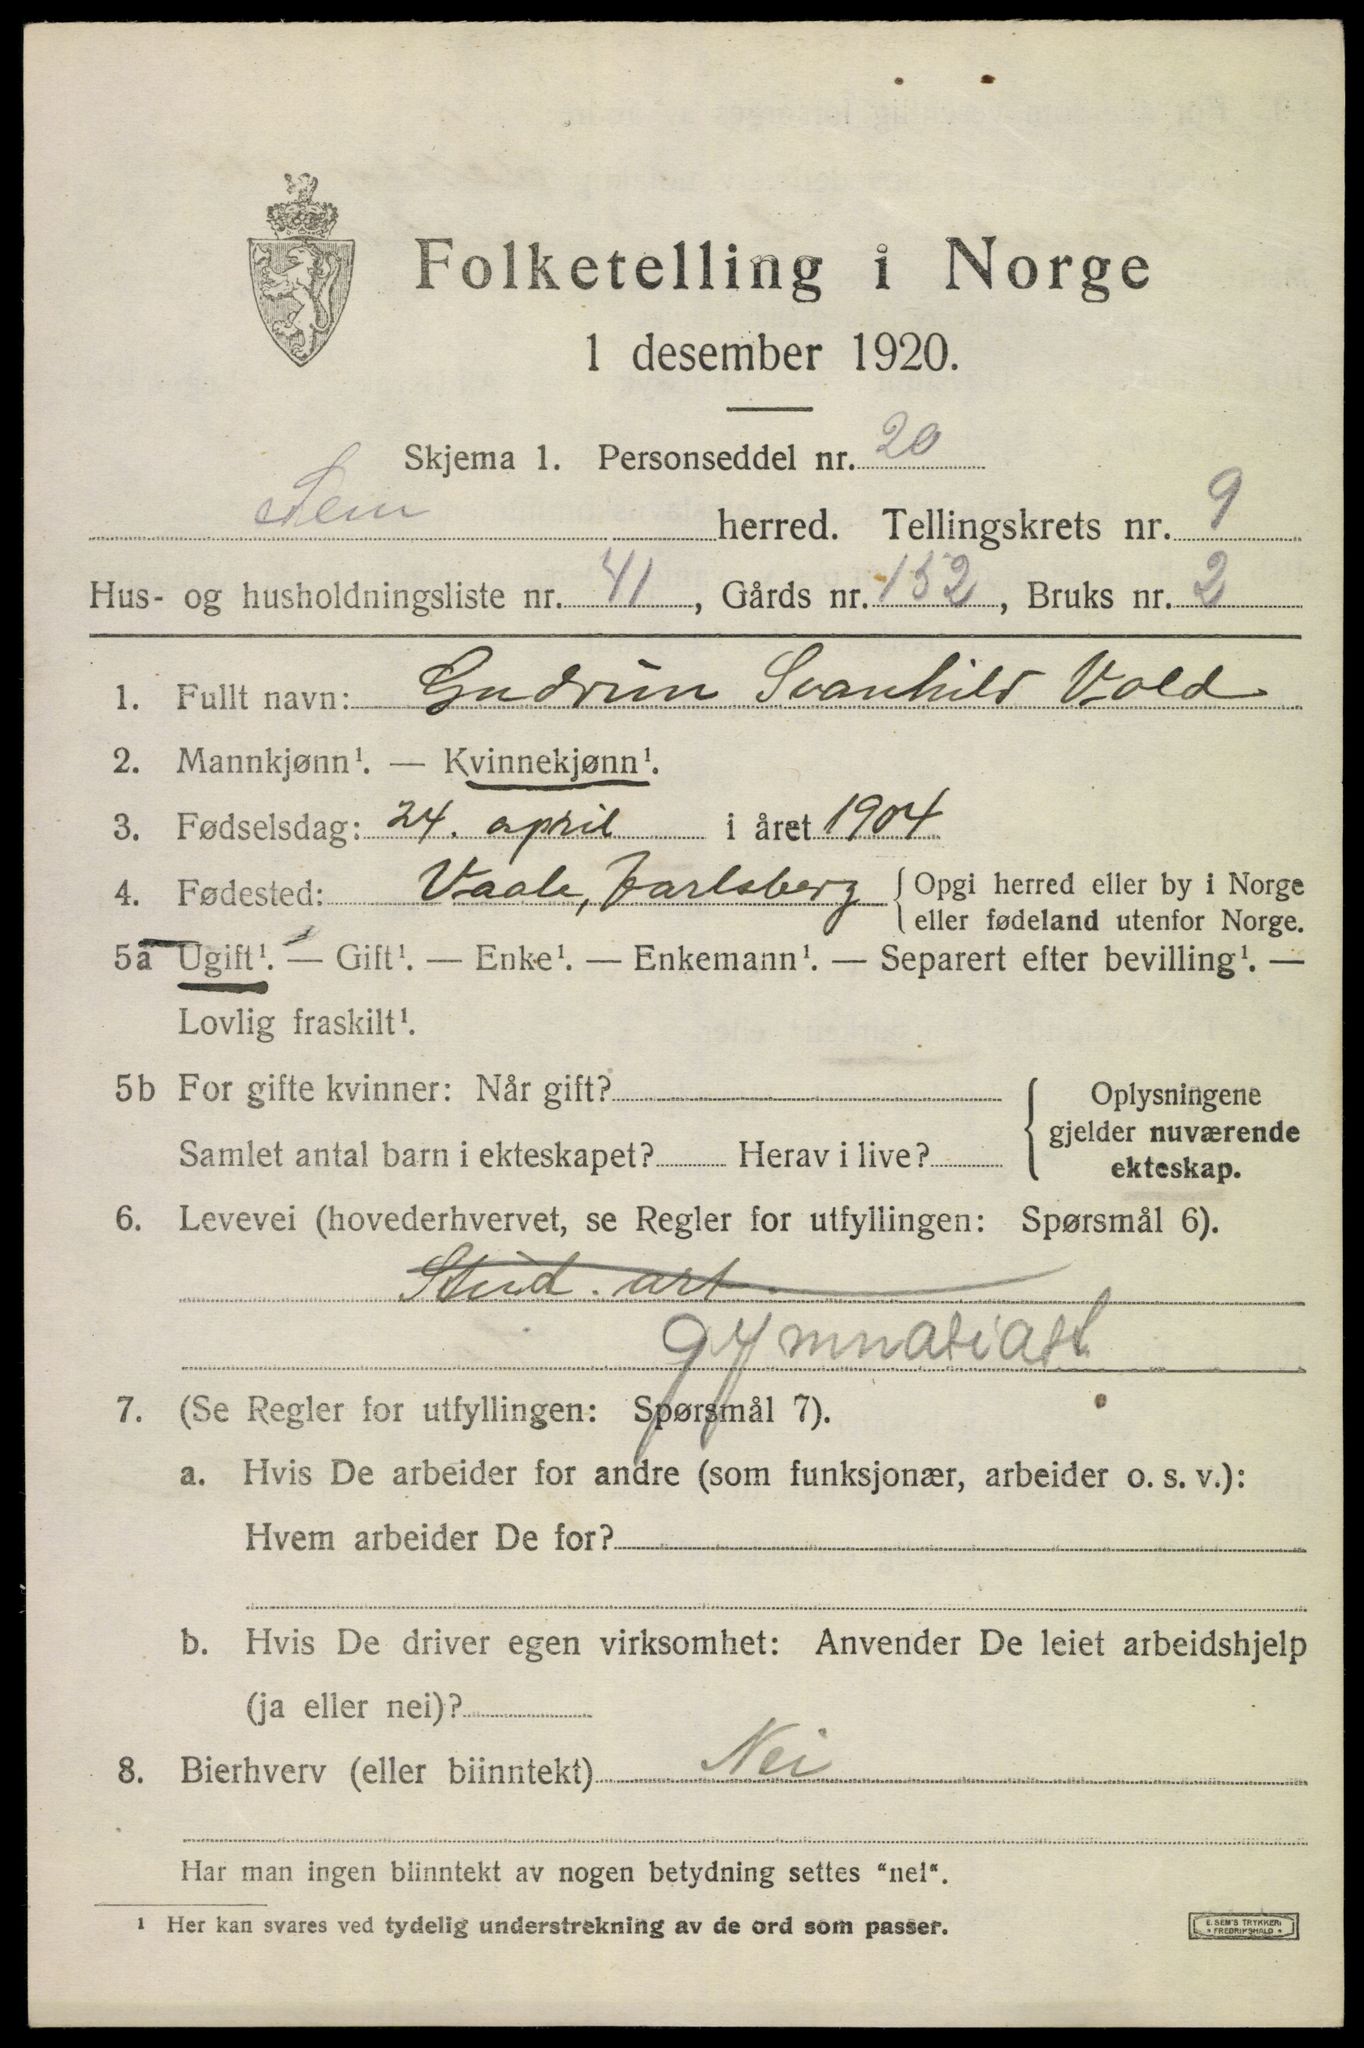 Folketelling i Norge
1 desember 1920.
Skjema 1. Personseddel nr. 20
Sem herred. Tellingskrets nr. 9
Hus- og husholdningsliste nr. 41, Gårds nr. 152, Bruks nr. 2
1. Fullt navn: Gudrun Svanhild Vold
2. Mannkjønn¹. — Kvinnekjønn¹.
3. Fødselsdag: 24. april i året 1904
4. Fødested: Vaale, Jarlsberg { Opgi herred eller by i Norge
eller fødeland utenfor Norge.
5a Ugift¹. — Gift¹. — Enke¹. — Enkemann¹. — Separert efter bevilling¹. —
Lovlig fraskilt¹.
5b For gifte kvinner: Når gift? { Oplysningene
gjelder nuværende
Samlet antal barn i ekteskapet? Herav i live?
ekteskap.
6. Levevei (hovederhvervet, se Regler for utfyllingen: Spørsmål 6).
Stud. art.
gymnasiast
7. (Se Regler for utfyllingen: Spørsmål 7).
a. Hvis De arbeider for andre (som funksjonær, arbeider o. s. v.):
Hvem arbeider De for?
b. Hvis De driver egen virksomhet: Anvender De leiet arbeidshjelp
(ja eller nei)?
8. Bierhverv (eller biinntekt) Nei
Har man ingen biinntekt av nogen betydning settes "nei".
¹ Her kan svares ved tydelig understrekning av de ord som passer.
E. SEM'S TRYKKERI
* FREDRIKSHALD *